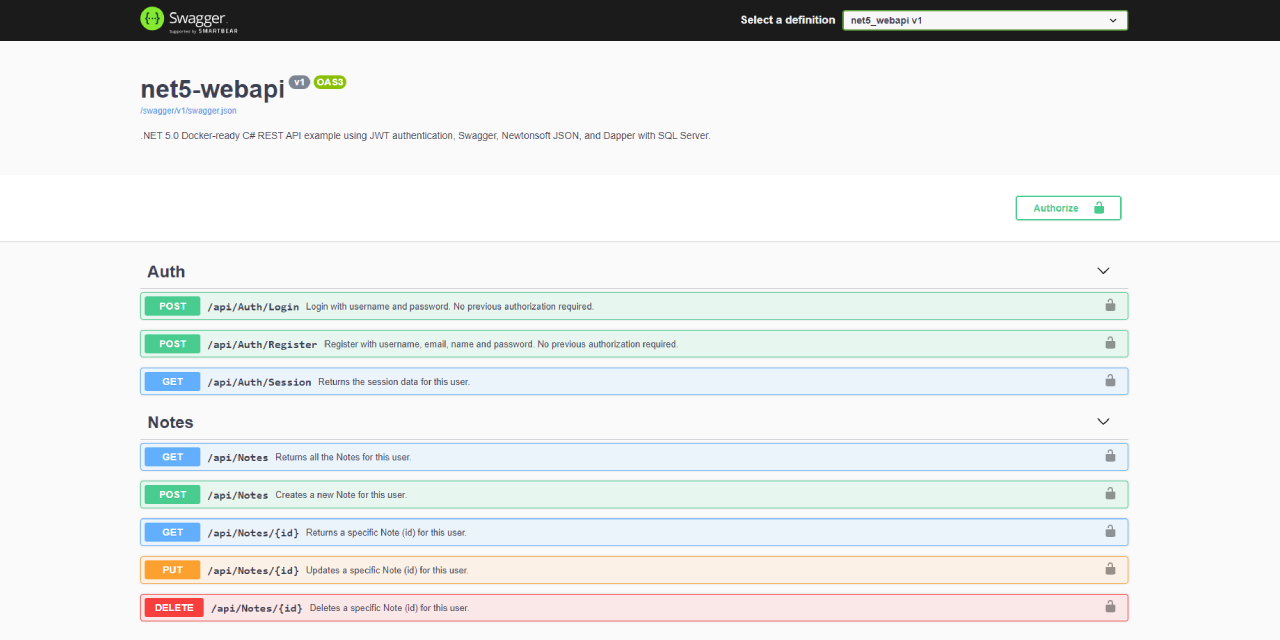 Swagger.
Supported by SMARTBEAR
Select a definition
net5_webapi v1
net5-webapi v1 OAS3
/swagger/v1/swagger.json
.NET 5.0 Docker-ready C# REST API example using JWT authentication, Swagger, Newtonsoft JSON, and Dapper with SQL Server.
Authorize
Auth
POST /api/Auth/Login Login with username and password. No previous authorization required.
POST /api/Auth/Register Register with username, email, name and password. No previous authorization required.
GET /api/Auth/Session Returns the session data for this user.
Notes
GET /api/Notes Returns all the Notes for this user.
POST /api/Notes Creates a new Note for this user.
GET /api/Notes/{id} Returns a specific Note (id) for this user.
PUT /api/Notes/{id} Updates a specific Note (id) for this user.
DELETE /api/Notes/{id} Deletes a specific Note (id) for this user.